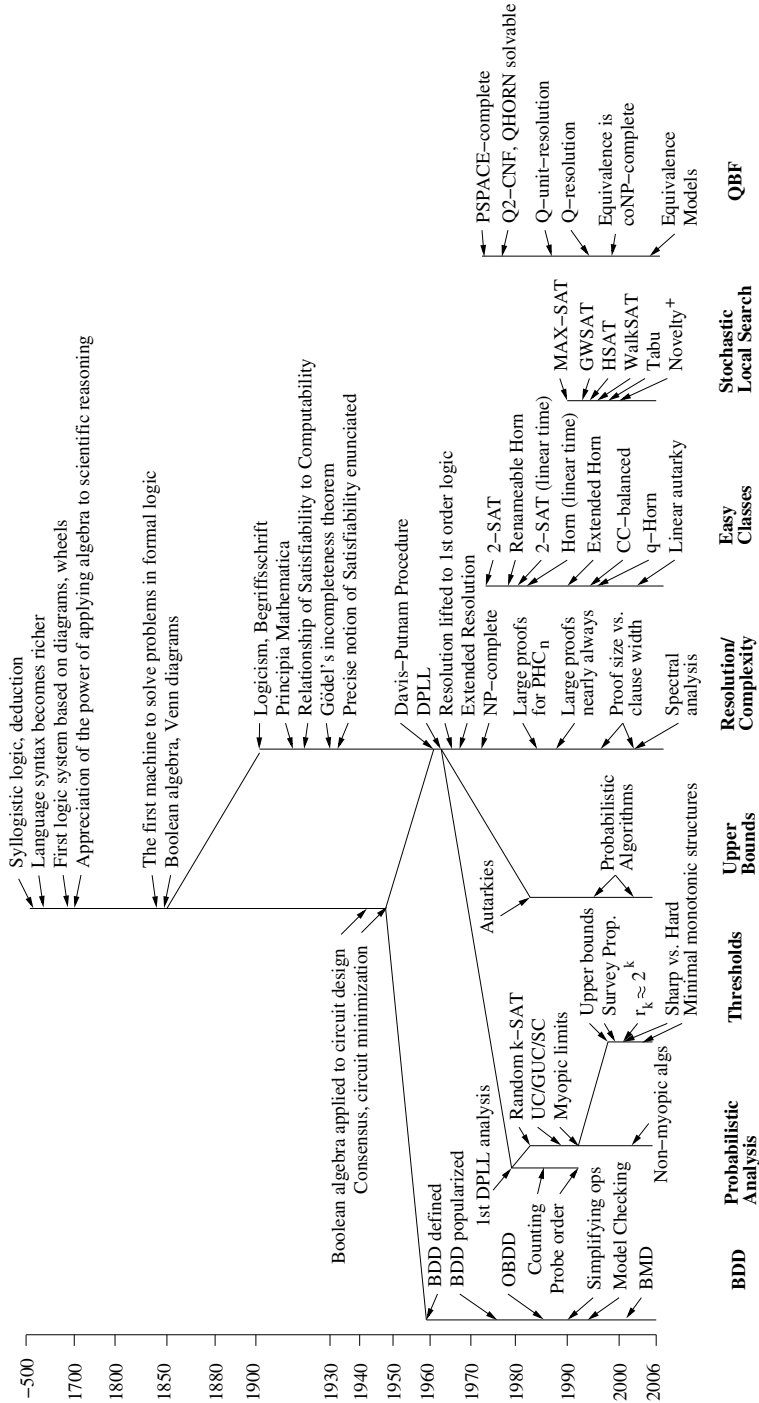 Syllogistic logic, deduction
Language syntax becomes richer
First logic system based on diagrams, wheels
Appreciation of the power of applying algebra to scientific reasoning
The first machine to solve problems in formal logic
Boolean algebra, Venn diagrams
Logicism, Begriffsschrift
Principia Mathematica
Relationship of Satisfiability to Computability
Gödel's incompleteness theorem
Precise notion of Satisfiability enunciated
Boolean algebra applied to circuit design
Consensus, circuit minimization
Davis−Putnam Procedure
DPLL
Resolution lifted to 1st order logic
Extended Resolution
NP−complete
Large proofs
for PHCn
Large proofs
nearly always
Proof size vs.
clause width
Spectral
analysis
2−SAT
Renameable Horn
2−SAT (linear time)
Horn (linear time)
Extended Horn
CC−balanced
q−Horn
Linear autarky
MAX−SAT
GWSAT
HSAT
WalkSAT
Tabu
Novelty+
PSPACE−complete
Q2−CNF, QHORN solvable
Q−unit−resolution
Q−resolution
Equivalence is
coNP−complete
Equivalence
Models
Autarkies
Probabilistic
Algorithms
Upper bounds
Survey Prop.
rk ≈ 2^k
Sharp vs. Hard
Minimal monotonic structures
1st DPLL analysis
Random k−SAT
UC/GUC/SC
Myopic limits
Non−myopic algs
Counting
Probe order
BDD defined
BDD popularized
OBDD
Simplifying ops
Model Checking
BMD
−500
1700
1800
1850
1880
1900
1930
1940
1950
1960
1970
1980
1990
2000
2006
BDD
Probabilistic
Analysis
Thresholds
Upper
Bounds
Resolution/
Complexity
Easy
Classes
Stochastic
Local Search
QBF